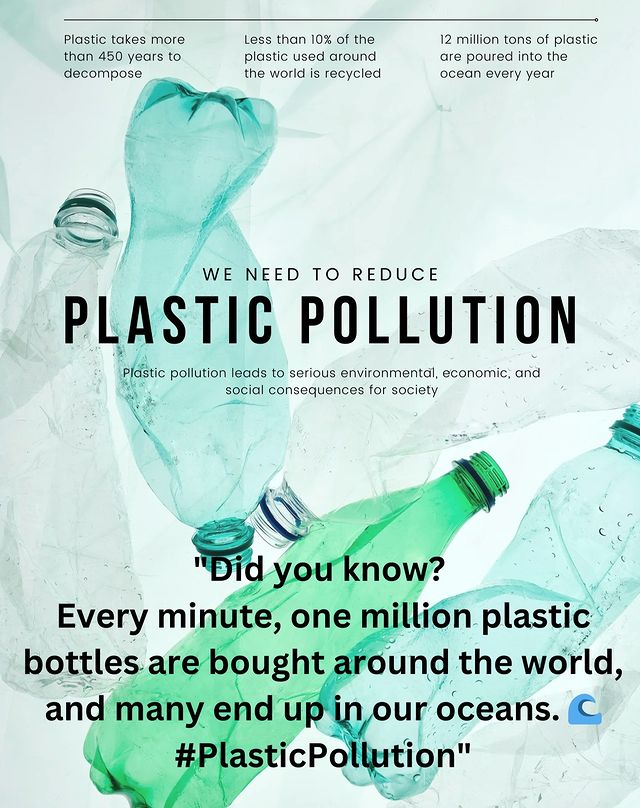 Plastic takes more
than 450 years to
decompose
Less than 10% of the
plastic used around
the world is recycled
12 million tons of plastic
are poured into the
ocean every year
WE NEED TO REDUCE
PLASTIC POLLUTION
Plastic pollution leads to serious environmental, economic, and
social consequences for society
"Did you know?
Every minute, one million plastic
bottles are bought around the world,
and many end up in our oceans. 🌊
#PlasticPollution"